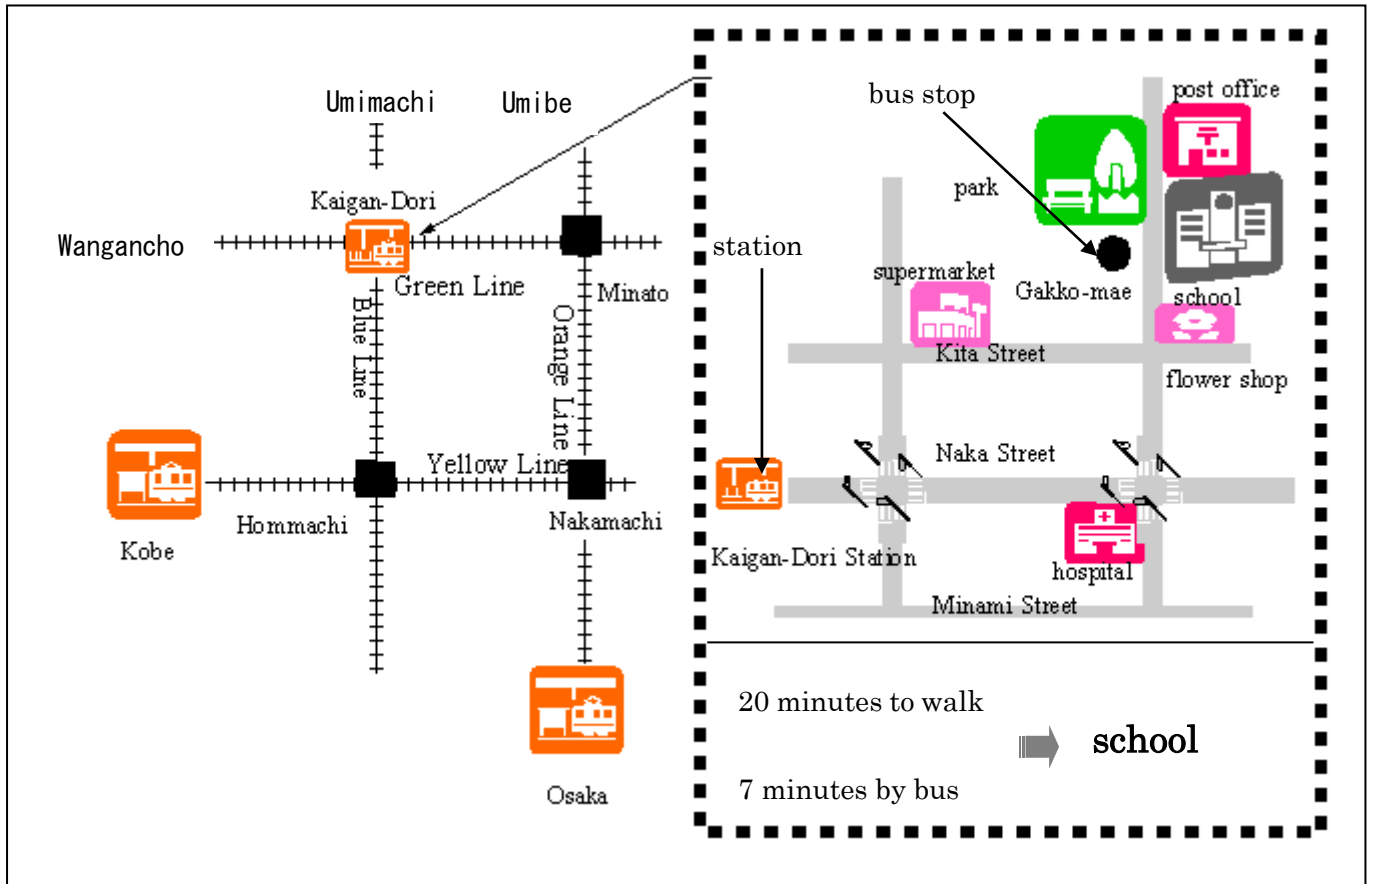 Umimachi
Umibe
Kaigan-Dori
Wangancho
Green Line
Minato
Blue Line
Orange Line
Yellow Line
Hommachi
Nakamachi
Kobe
Osaka
bus stop
post office
park
station
supermarket
Gakko-mae
school
Kita Street
flower shop
Naka Street
Kaigan-Dori Station
hospital
Minami Street
20 minutes to walk
school
7 minutes by bus